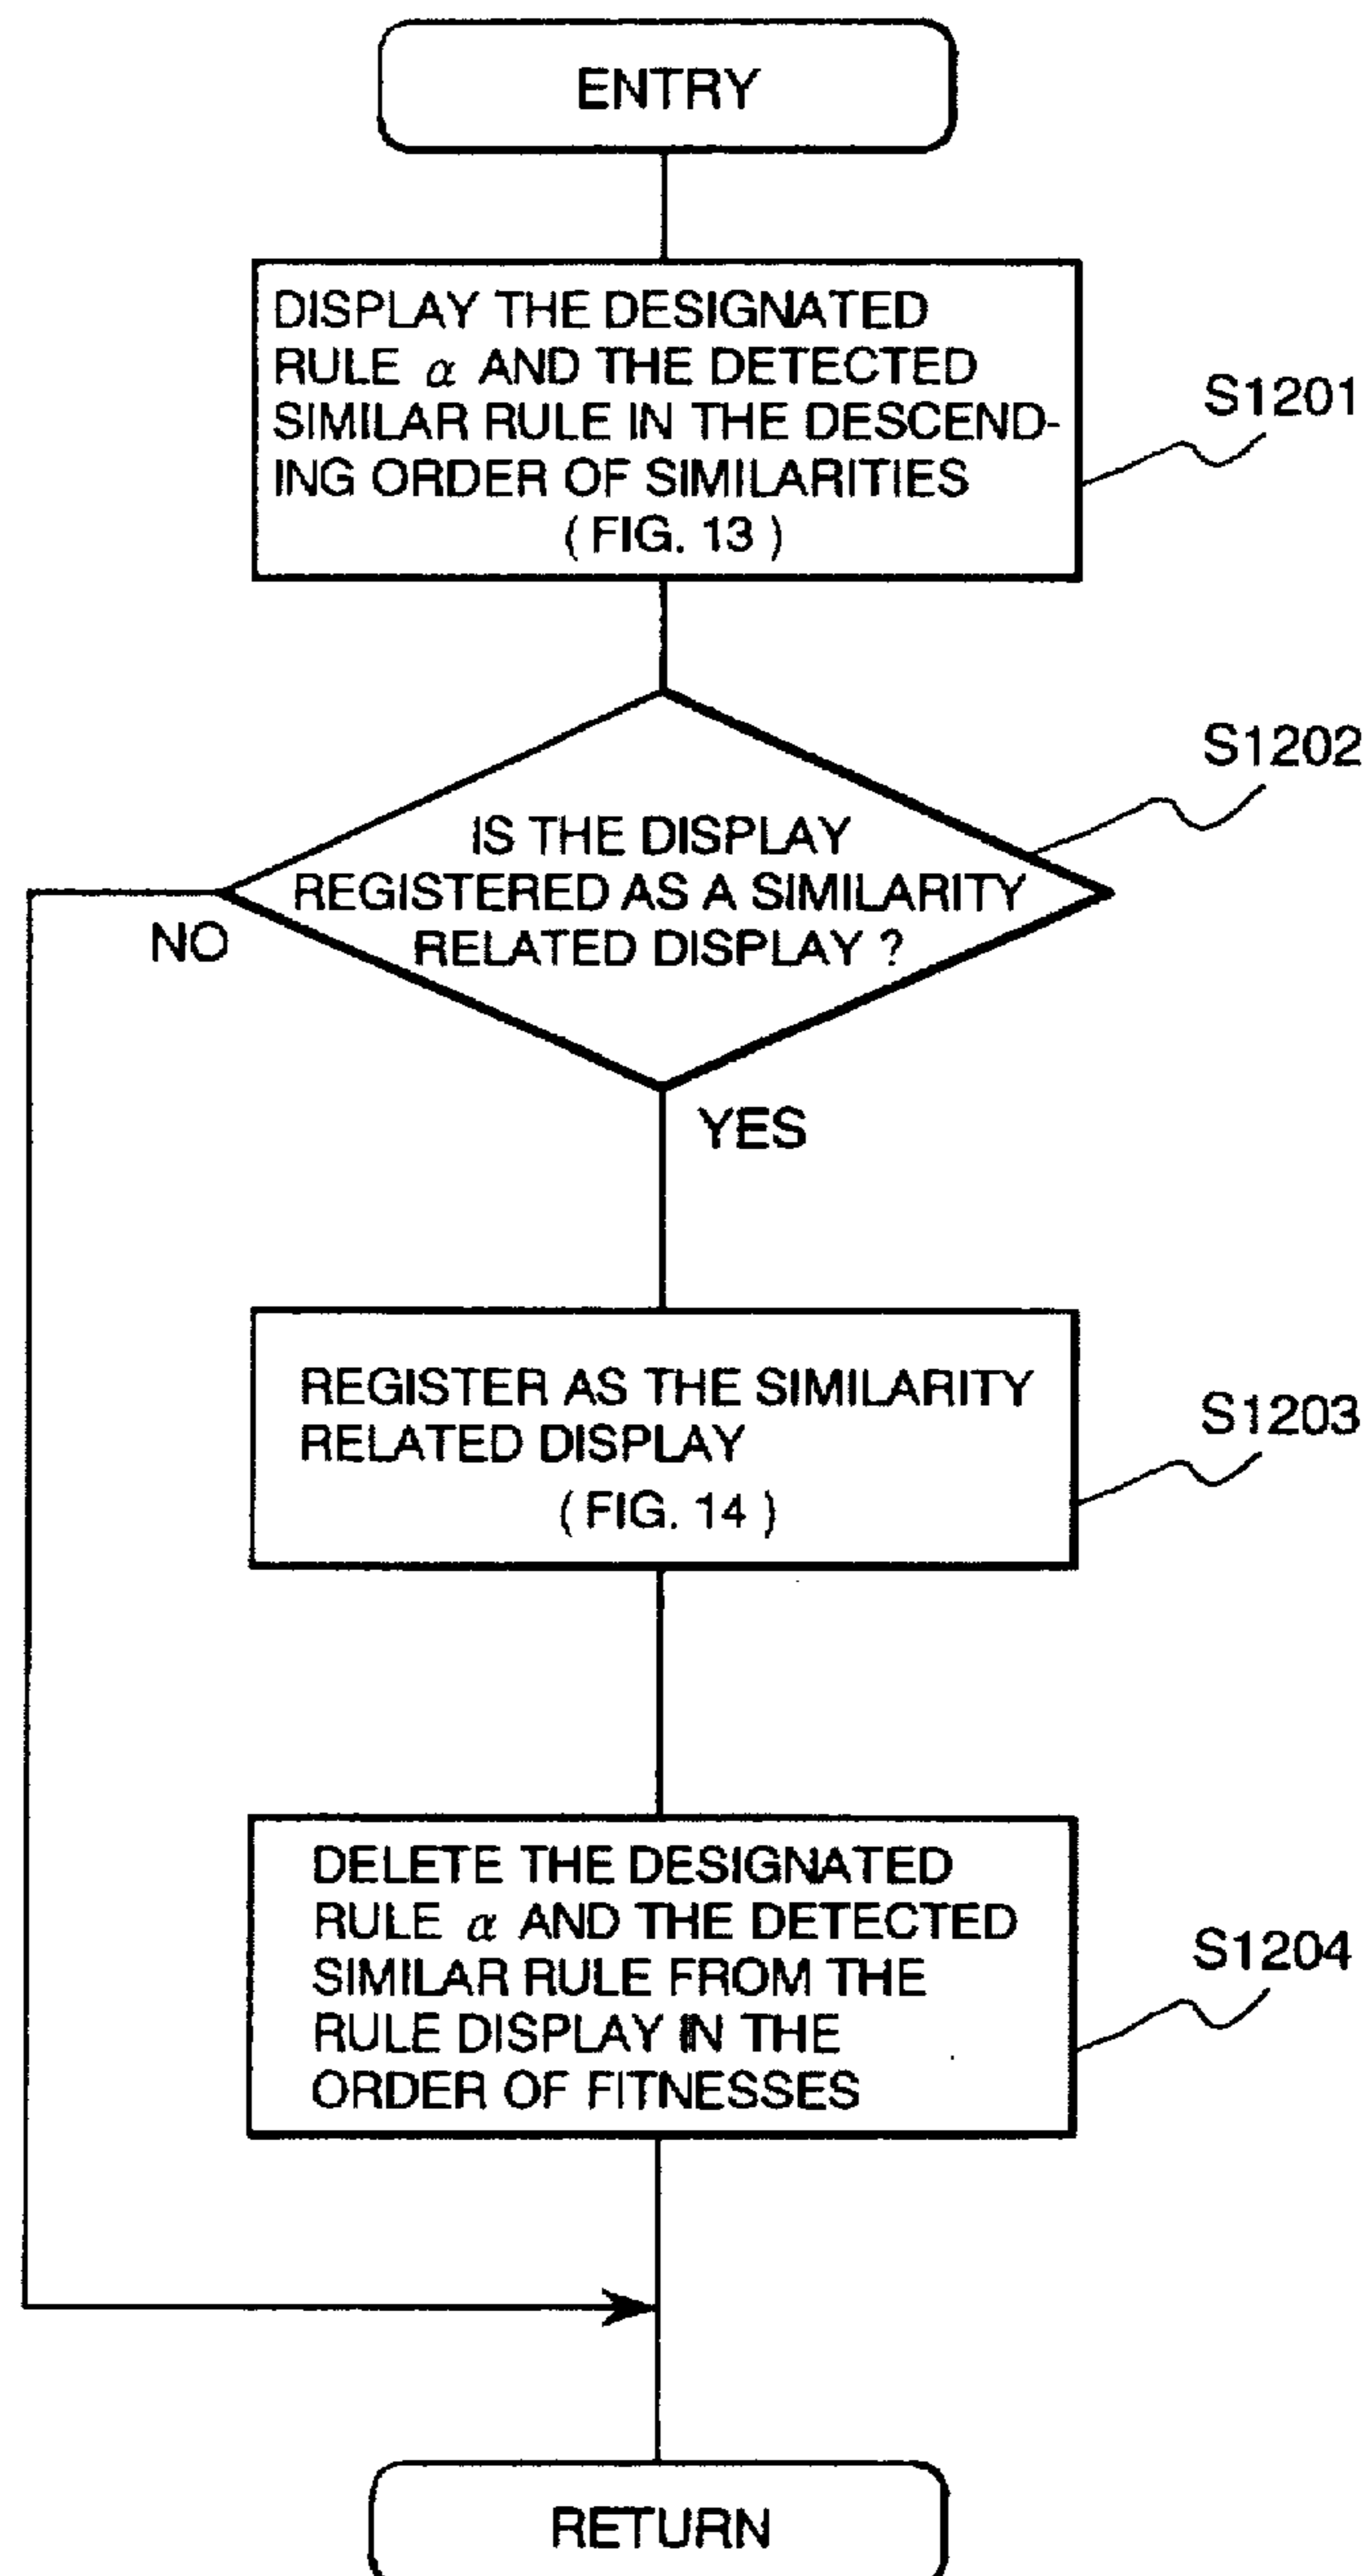 ENTRY
DISPLAY THE DESIGNATED
RULE α AND THE DETECTED
SIMILAR RULE IN THE DESCEND-
ING ORDER OF SIMILARITIES
( FIG. 13 )
S1201
IS THE DISPLAY
REGISTERED AS A SIMILARITY
RELATED DISPLAY ?
S1202
NO
YES
REGISTER AS THE SIMILARITY
RELATED DISPLAY
( FIG. 14 )
S1203
DELETE THE DESIGNATED
RULE α AND THE DETECTED
SIMILAR RULE FROM THE
RULE DISPLAY IN THE
ORDER OF FITNESSES
S1204
RETURN